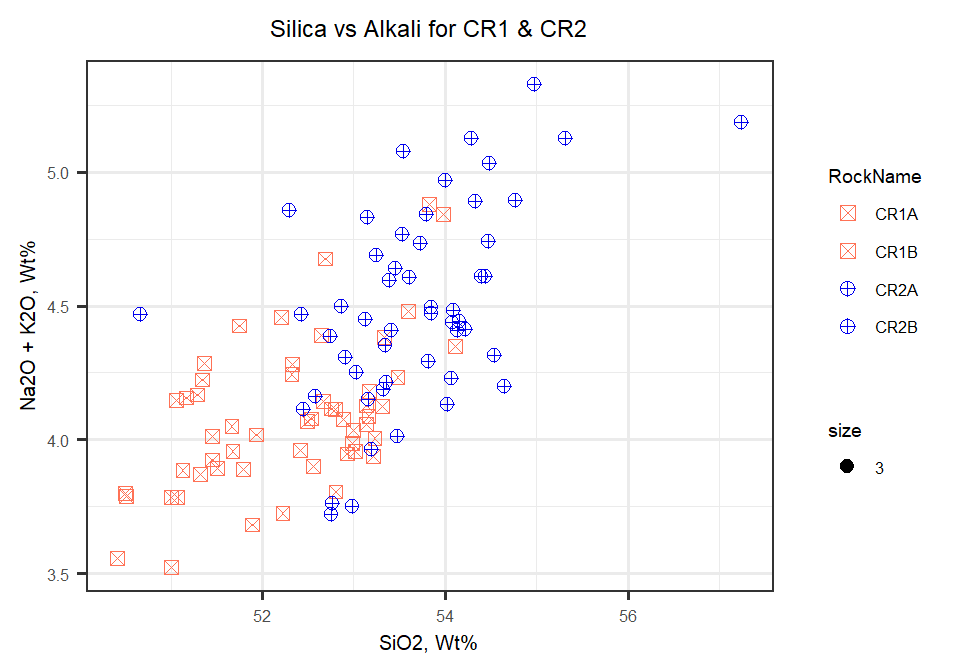 Silica vs Alkali for CR1 & CR2
Na2O + K2O, Wt%
5.0
4.5
4.0
3.5
52
54
56
SiO2, Wt%
RockName
CR1A
CR1B
CR2A
CR2B
size
3